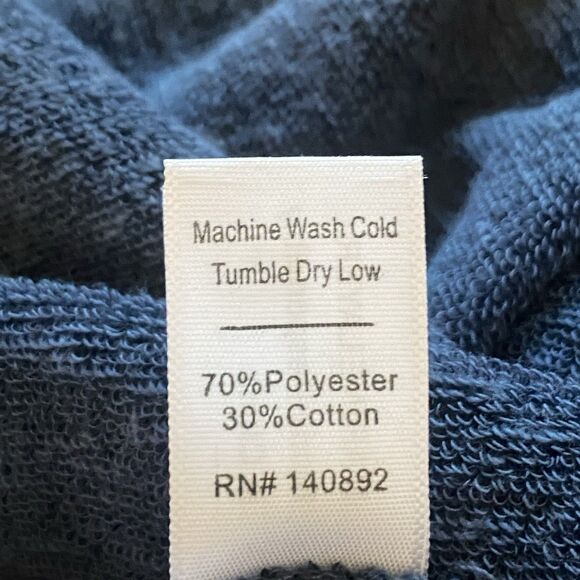 Machine Wash Cold
Tumble Dry Low
70%Polyester
30%Cotton
RN# 140892